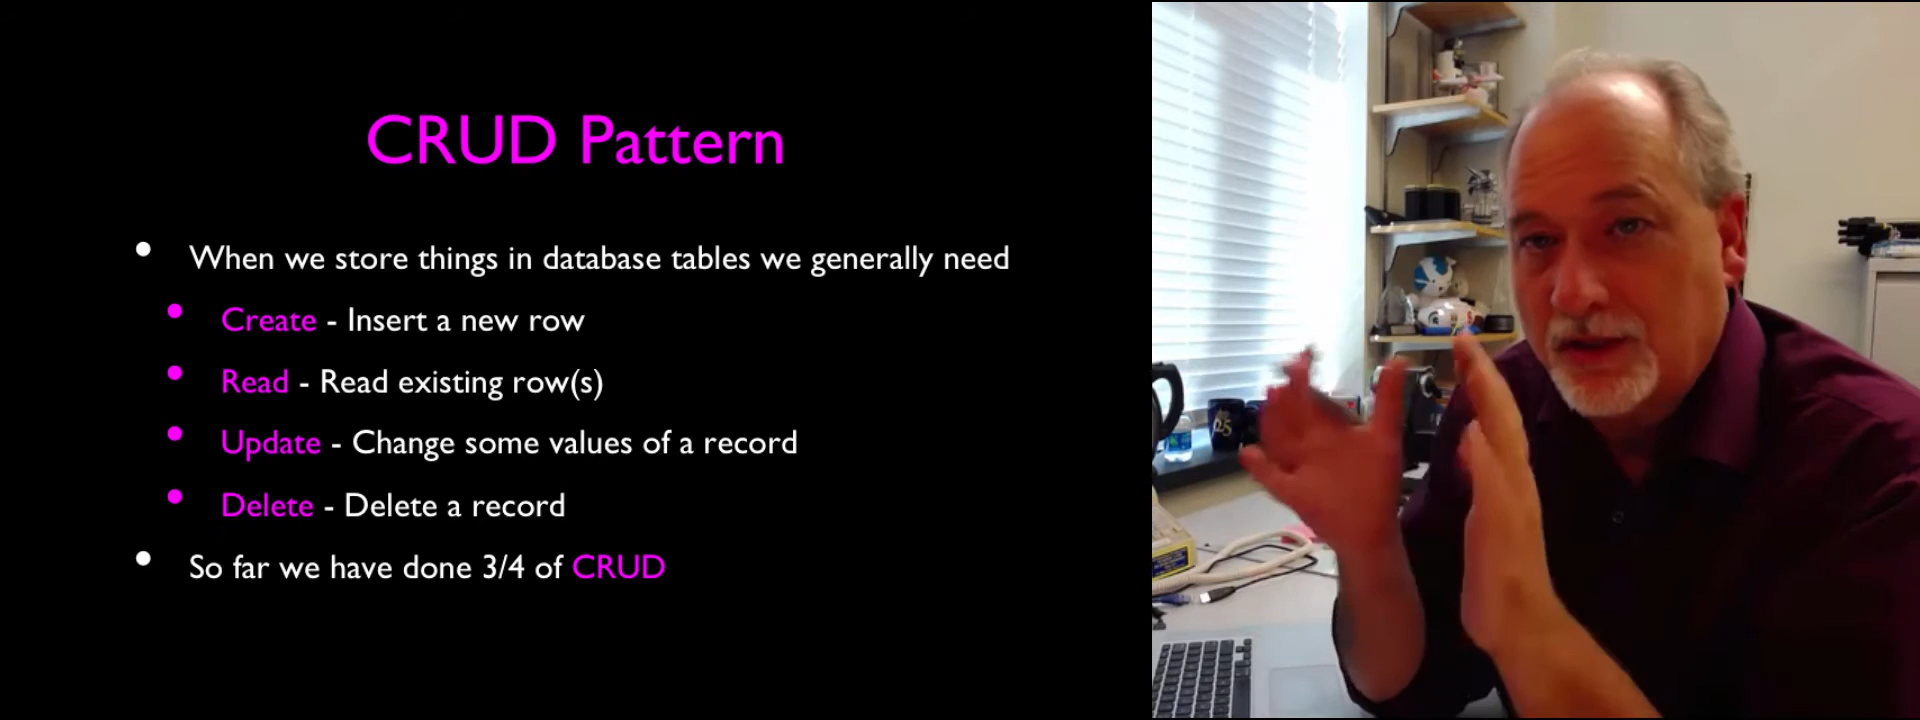 CRUD Pattern
• When we store things in database tables we generally need
• Create - Insert a new row
• Read - Read existing row(s)
• Update - Change some values of a record
• Delete - Delete a record
• So far we have done 3/4 of CRUD
25